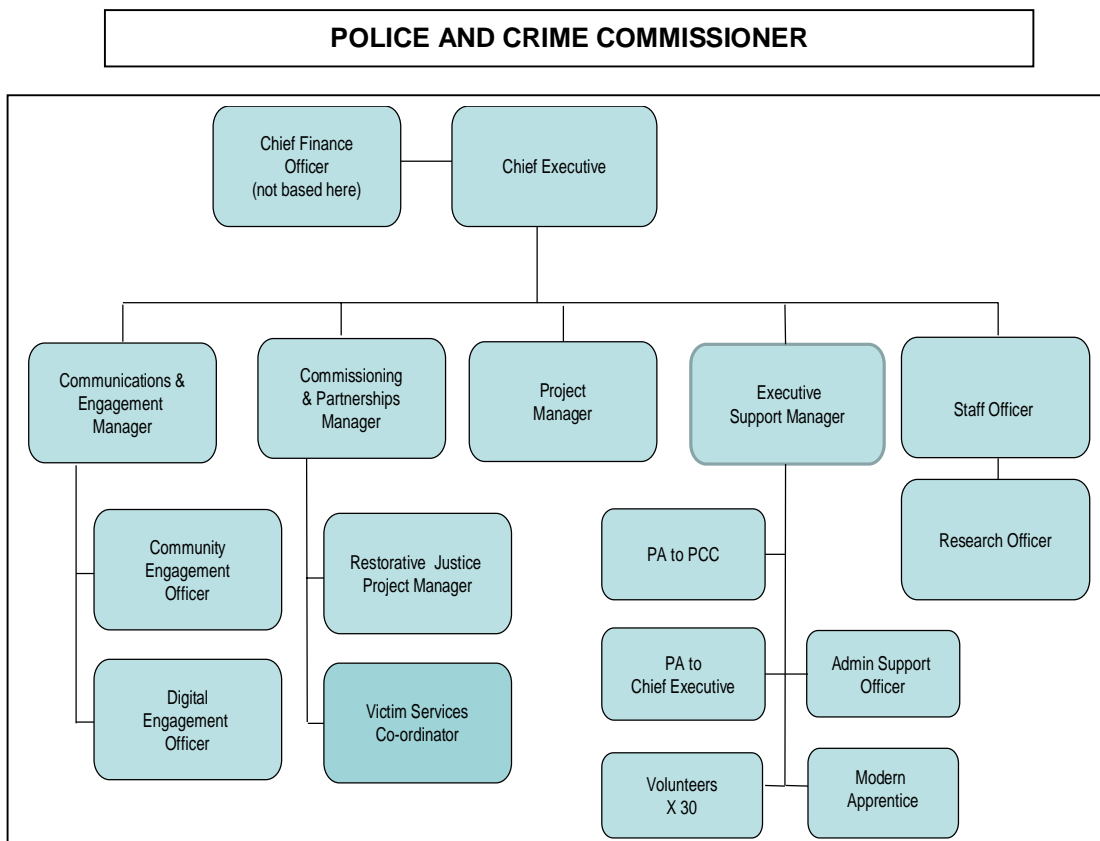 POLICE AND CRIME COMMISSIONER
Chief Finance
Officer
(not based here)
Chief Executive
Communications &
Engagement
Manager
Commissioning
& Partnerships
Manager
Project
Manager
Executive
Support Manager
Staff Officer
Community
Engagement
Officer
Restorative Justice
Project Manager
PA to PCC
Research Officer
Digital
Engagement
Officer
Victim Services
Co-ordinator
PA to
Chief Executive
Admin Support
Officer
Volunteers
X 30
Modern
Apprentice